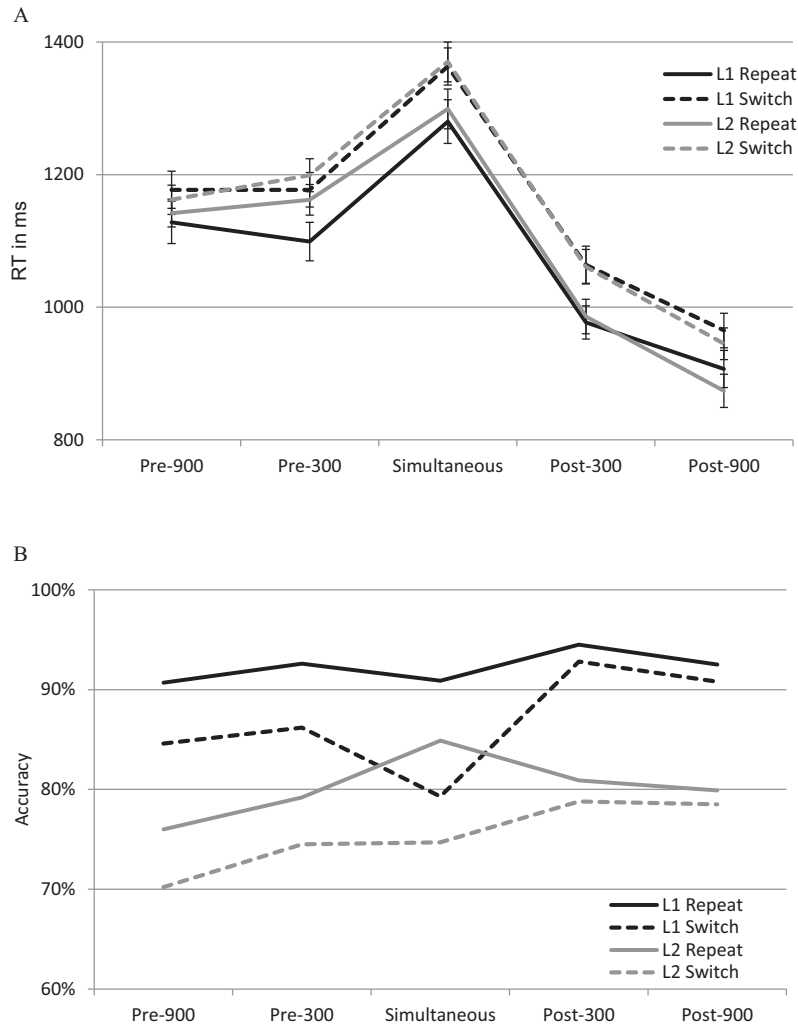 A
1400
1200
1000
800
RT in ms
L1 Repeat
L1 Switch
L2 Repeat
L2 Switch
Pre-900 Pre-300 Simultaneous Post-300 Post-900
B
100%
90%
80%
70%
60%
Accuracy
L1 Repeat
L1 Switch
L2 Repeat
L2 Switch
Pre-900 Pre-300 Simultaneous Post-300 Post-900